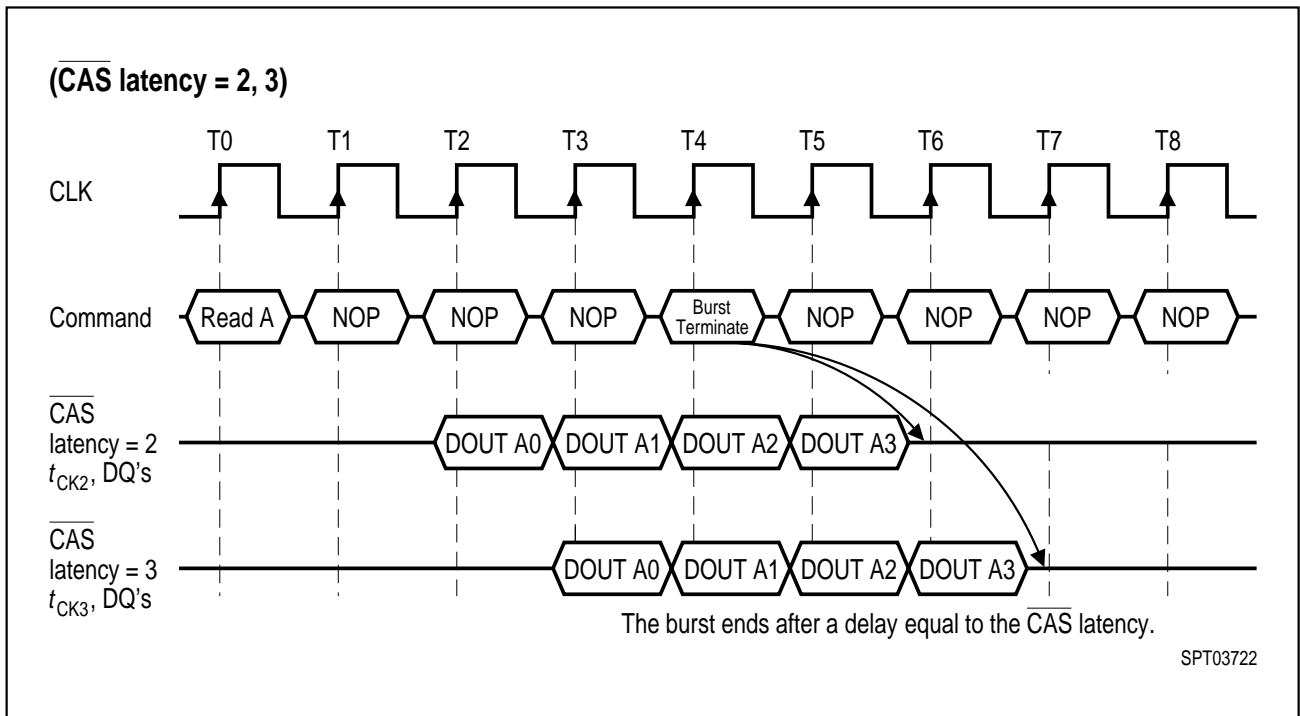 (CAS latency = 2, 3)
T0 T1 T2 T3 T4 T5 T6 T7 T8
CLK
Command Read A NOP NOP NOP Burst Terminate NOP NOP NOP NOP
CAS
latency = 2
tCK2, DQ's
DOUT A0 DOUT A1 DOUT A2 DOUT A3
CAS
latency = 3
tCK3, DQ's
DOUT A0 DOUT A1 DOUT A2 DOUT A3
The burst ends after a delay equal to the CAS latency.
SPT03722